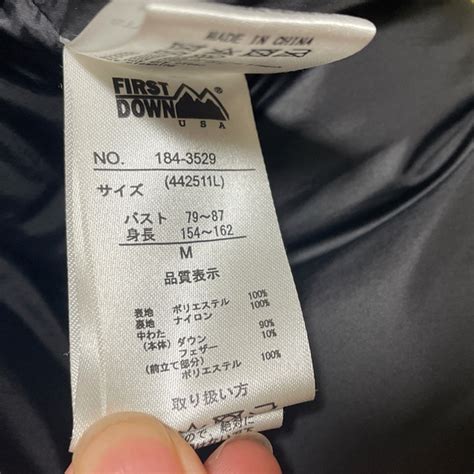 MADE IN CHINA
FIRST
DOWN ®
USA
NO. 184-3529
サイズ (442511L)
バスト 79～87
身長 154～162
M
品質表示
表地 ポリエステル 100%
裏地 ナイロン 100%
中わた
(本体) ダウン 90%
フェザー 10%
(前立て部分)
ポリエステル 100%
取り扱い方